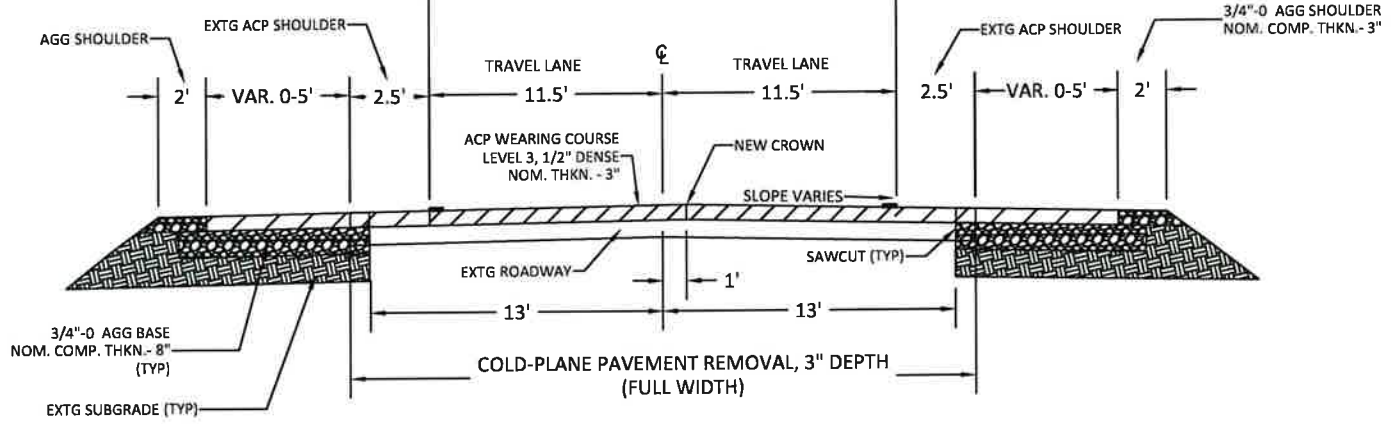 AGG SHOULDER
EXTG ACP SHOULDER
℄
EXTG ACP SHOULDER
3/4"-0 AGG SHOULDER
NOM. COMP. THKN.- 3"
TRAVEL LANE
TRAVEL LANE
2'
VAR. 0-5'
2.5'
11.5'
11.5'
2.5'
VAR. 0-5'
2'
ACP WEARING COURSE
LEVEL 3, 1/2" DENSE
NOM. THKN. - 3"
NEW CROWN
SLOPE VARIES
EXTG ROADWAY
SAWCUT (TYP)
1'
13'
13'
3/4"-0 AGG BASE
NOM. COMP. THKN.- 8"
(TYP)
COLD-PLANE PAVEMENT REMOVAL, 3" DEPTH
(FULL WIDTH)
EXTG SUBGRADE (TYP)